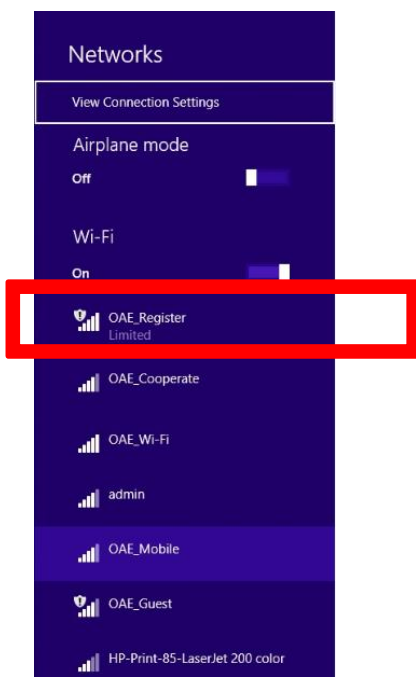 Networks
View Connection Settings
Airplane mode
Off
Wi-Fi
On
OAE_Register
Limited
OAE_Cooperate
OAE_Wi-Fi
admin
OAE_Mobile
OAE_Guest
HP-Print-85-LaserJet 200 color